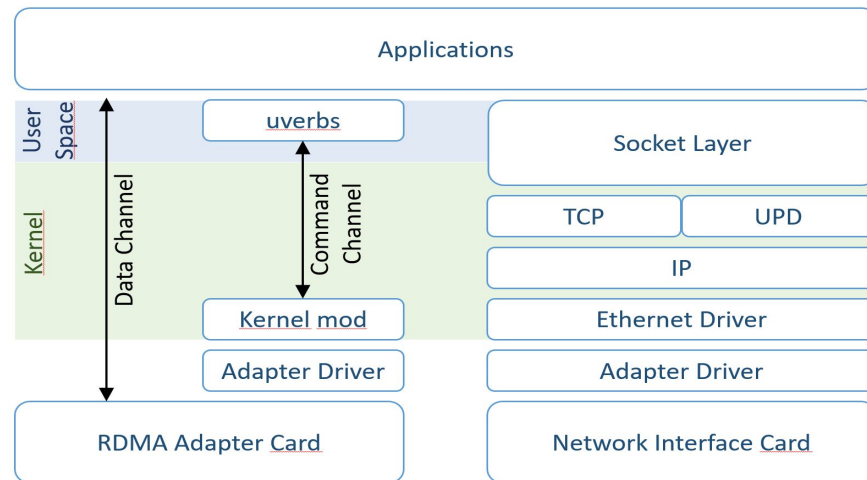 Applications
User
Space
uverbs
Socket Layer
Kernel
Data Channel
Command
Channel
TCP
UPD
IP
Kernel mod
Ethernet Driver
Adapter Driver
Adapter Driver
RDMA Adapter Card
Network Interface Card